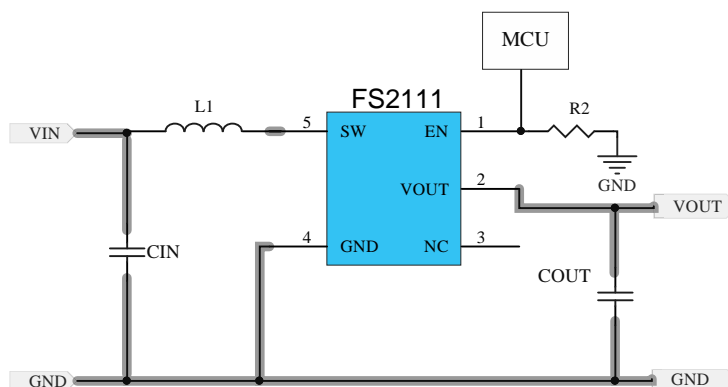 MCU
FS2111
L1
R2
VIN
5
SW
EN
1
GND
VOUT
2
VOUT
CIN
4
GND
NC
3
COUT
GND
GND